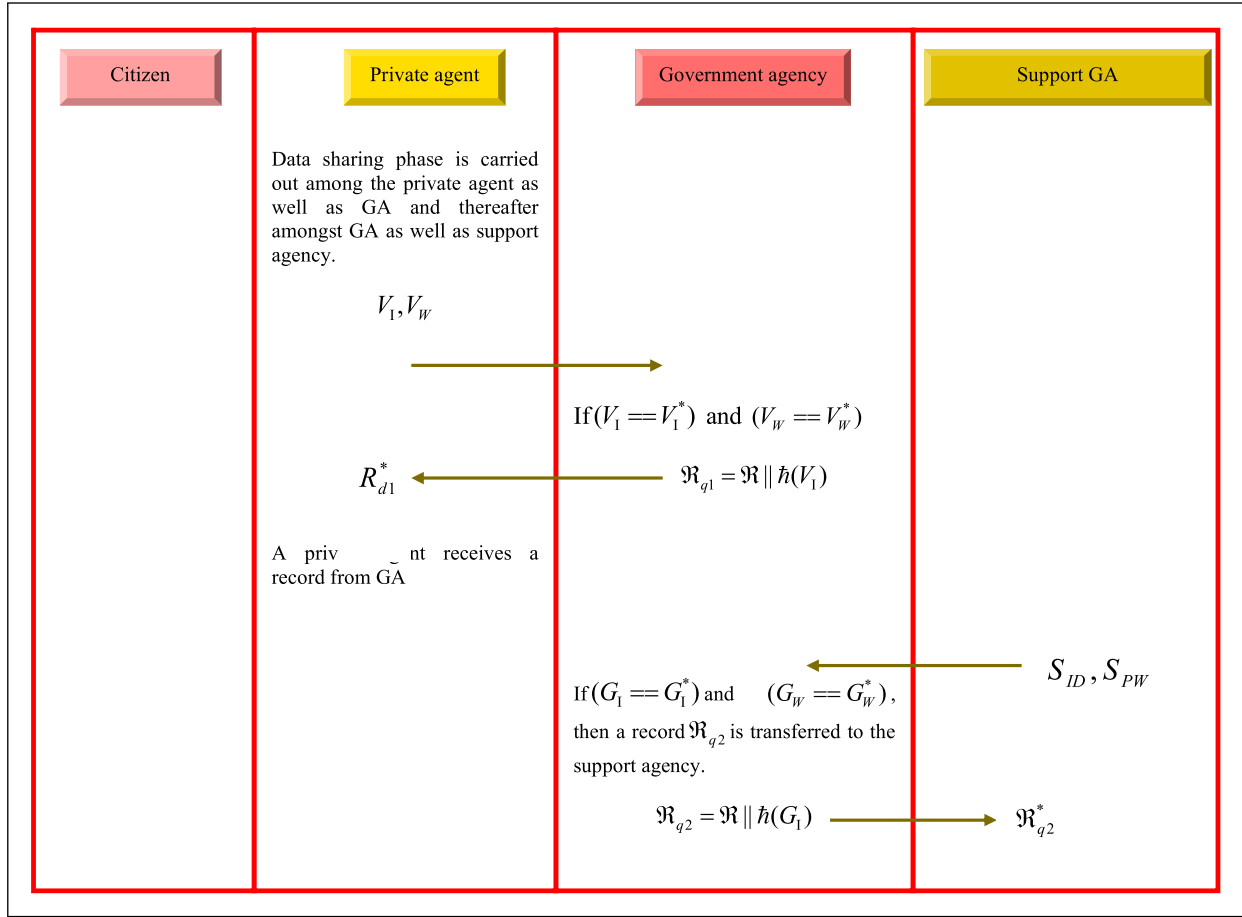 Citizen
Private agent
Government agency
Support GA
Data sharing phase is carried
out among the private agent as
well as GA and thereafter
amongst GA as well as support
agency.
V_I, V_W
If (V_I == V_I^*) and (V_W == V_W^*)
R_{d1}^*
ℜ_{q1} = ℜ || ℏ(V_I)
A receives a
record from GA
S_{ID}, S_{PW}
If (G_I == G_I^*) and (G_W == G_W^*),
then a record ℜ_{q2} is transferred to the
support agency.
ℜ_{q2} = ℜ || ℏ(G_I)
ℜ_{q2}^*